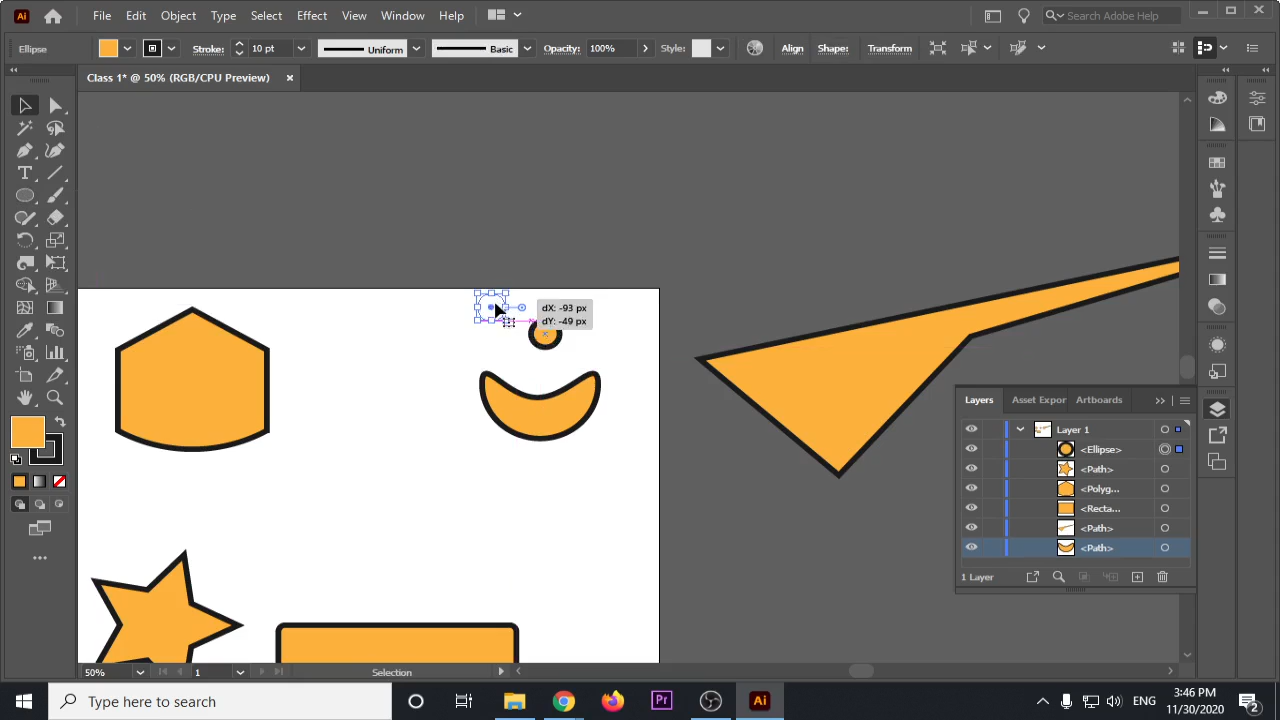 Ai
File Edit Object Type Select Effect View Window Help
Search Adobe Help
Ellipse
Stroke: 10 pt Uniform Basic Opacity: 100% Style: Align Shape: Transform
Class 1* @ 50% (RGB/CPU Preview)
dX: -93 px
dY: -49 px
Layers Asset Expor Artboards
Layer 1
<Ellipse>
<Path>
<Polyg...
<Recta...
<Path>
<Path>
1 Layer
50% 1 Selection
Type here to search
Pr
Ai
ENG
3:46 PM
11/30/2020
2